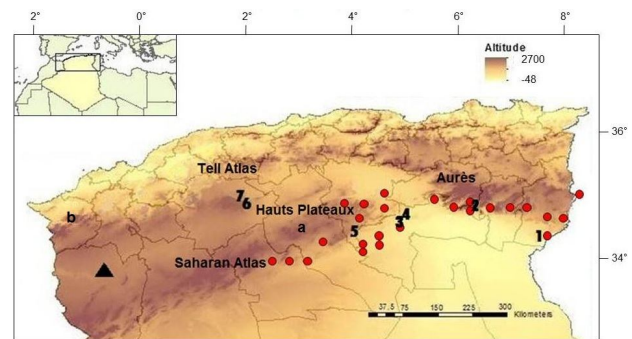 2° 0° 2° 4° 6° 8°
Altitude
2700
-48
36°
Tell Atlas
Aurès
7 6
2
b
Hauts Plateaux
4
a
5
3
1
Saharan Atlas
34°
37.5 75 150 225 300
Kilometers